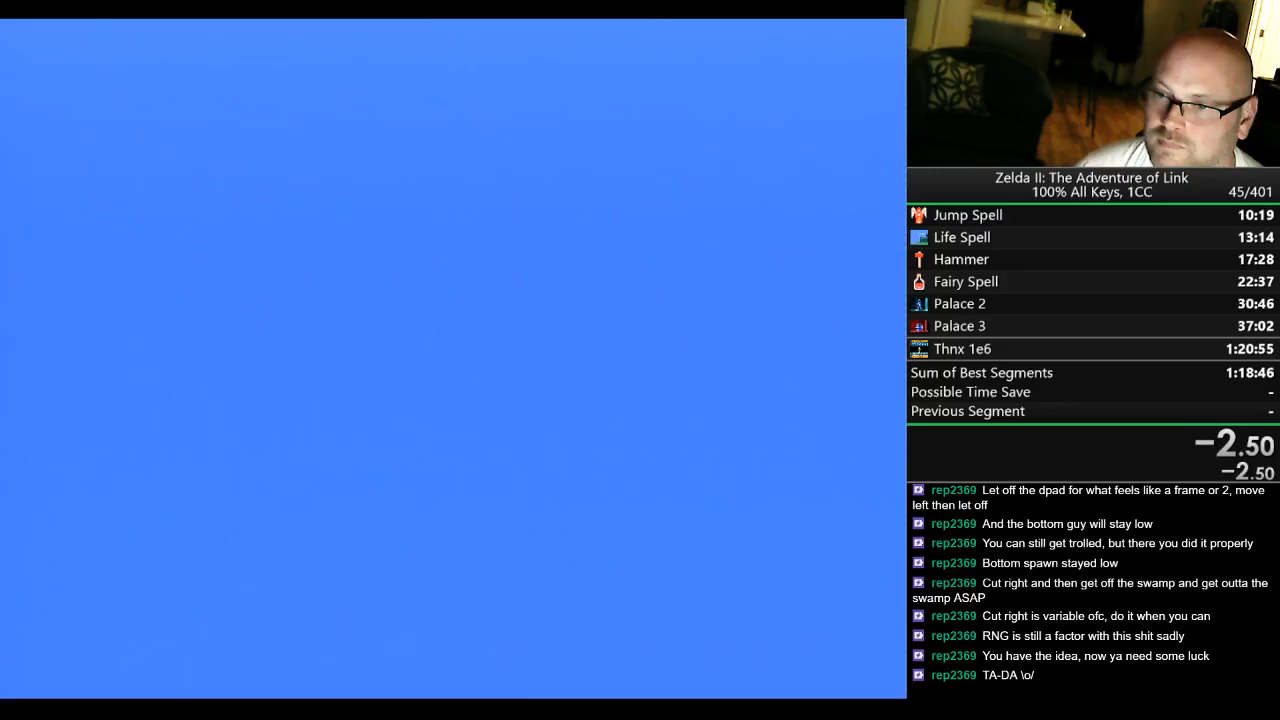 Zelda II: The Adventure of Link
100% All Keys, 1CC 45/401
Jump Spell 10:19
Life Spell 13:14
Hammer 17:28
Fairy Spell 22:37
Palace 2 30:46
Palace 3 37:02
Thnx 1e6 1:20:55
Sum of Best Segments 1:18:46
Possible Time Save -
Previous Segment -
−2.50
−2.50
rep2369 Let off the dpad for what feels like a frame or 2, move
left then let off
rep2369 And the bottom guy will stay low
rep2369 You can still get trolled, but there you did it properly
rep2369 Bottom spawn stayed low
rep2369 Cut right and then get off the swamp and get outta the
swamp ASAP
rep2369 Cut right is variable ofc, do it when you can
rep2369 RNG is still a factor with this shit sadly
rep2369 You have the idea, now ya need some luck
rep2369 TA-DA \o/